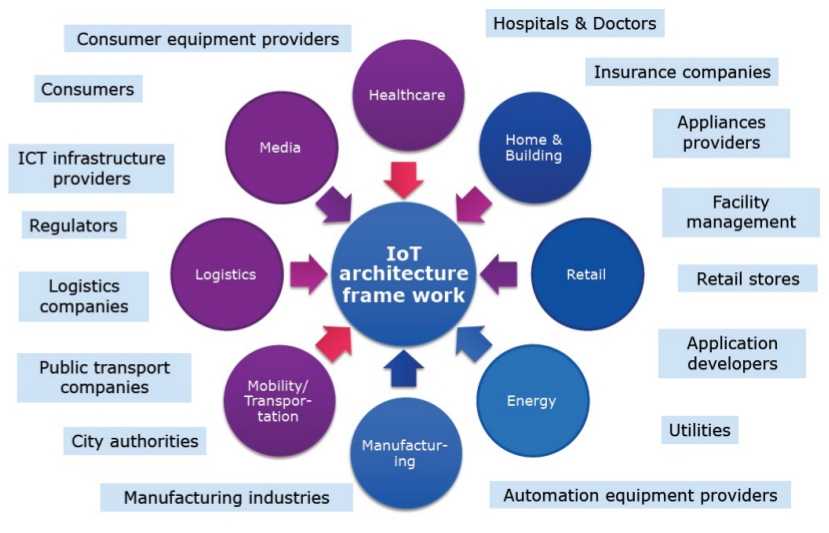 Hospitals & Doctors
Consumer equipment providers
Insurance companies
Consumers
Healthcare
Appliances
providers
Media
Home &
Building
ICT infrastructure
providers
Regulators
Facility
management
IoT
architecture
frame work
Logistics
Retail
Retail stores
Logistics
companies
Application
developers
Public transport
companies
Mobility/
Transpor-
tation
Energy
Utilities
City authorities
Manufactur-
ing
Manufacturing industries
Automation equipment providers